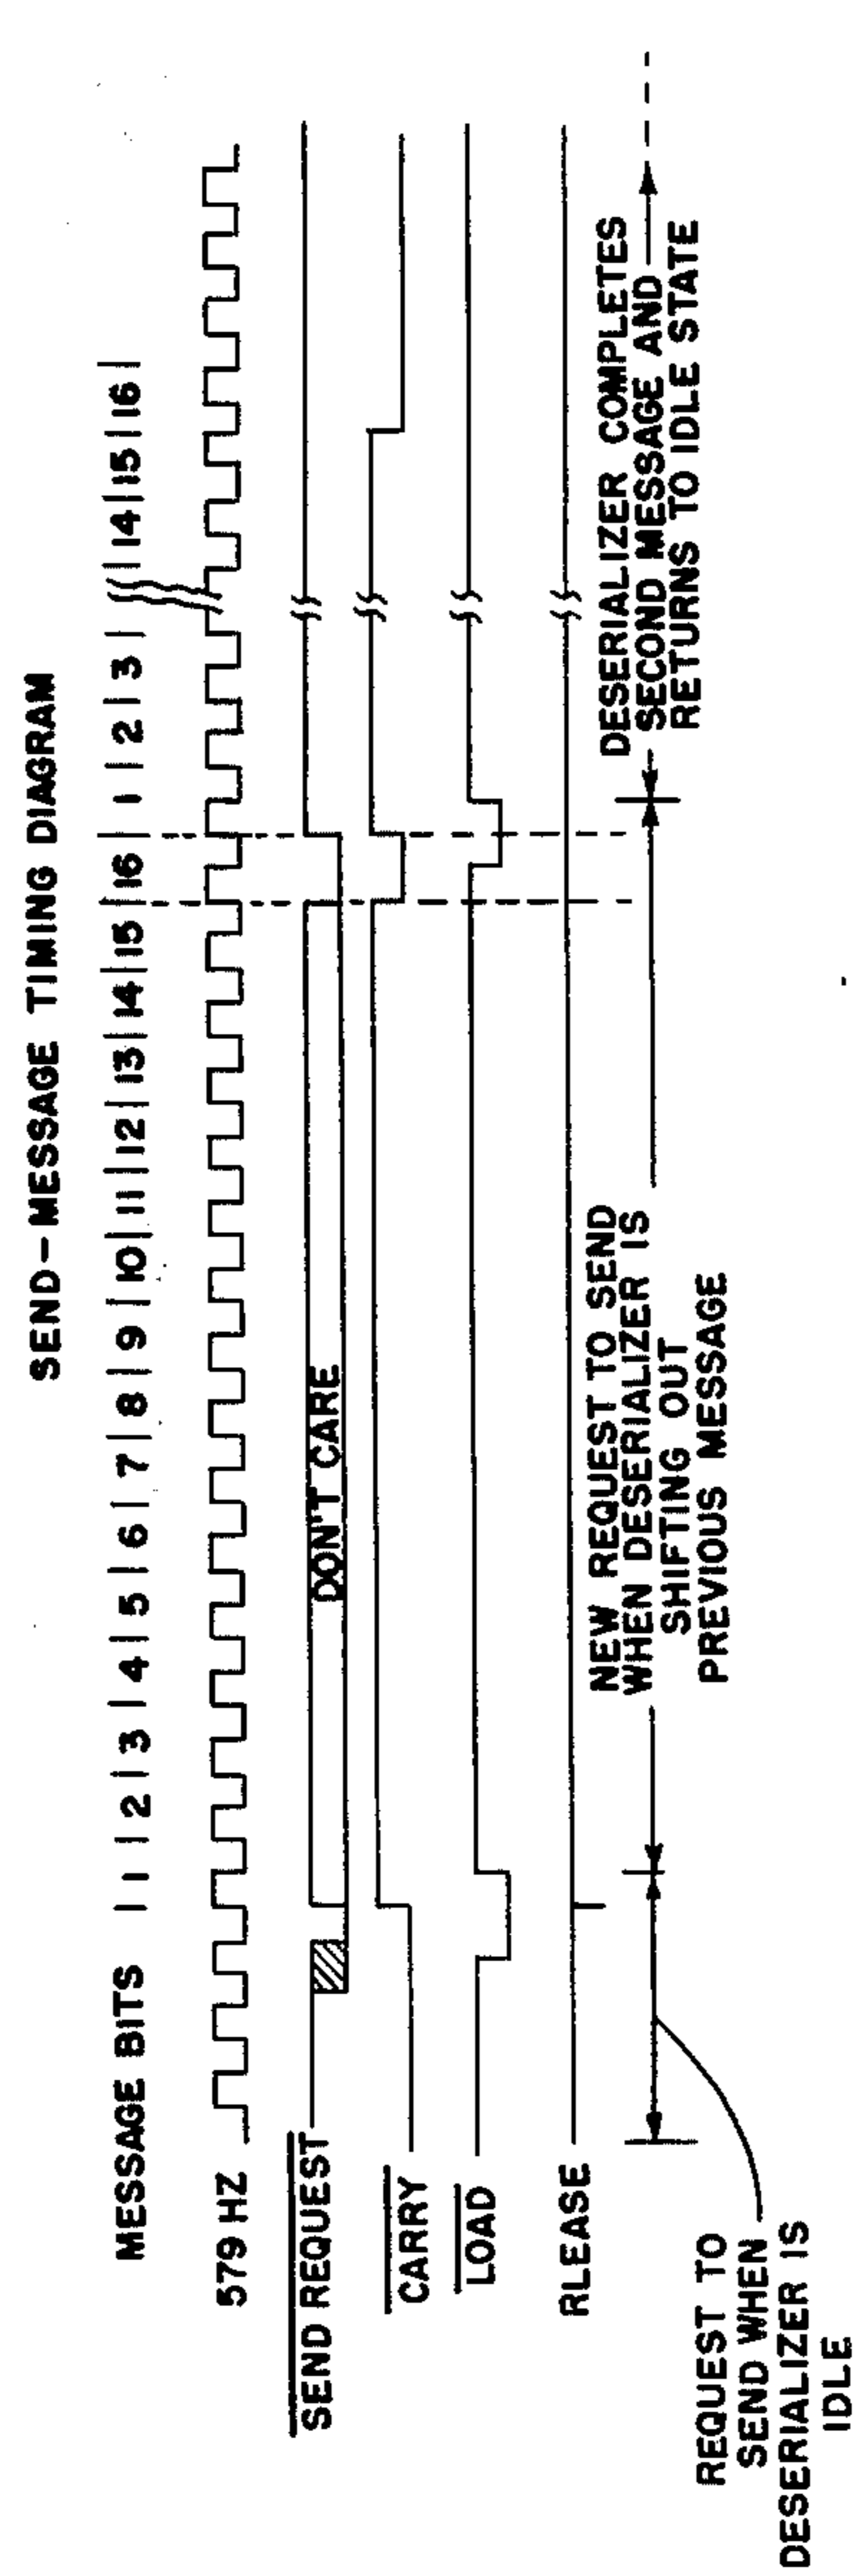 SEND-MESSAGE TIMING DIAGRAM
MESSAGE BITS | 1 | 2 | 3 | 4 | 5 | 6 | 7 | 8 | 9 | 10 | 11 | 12 | 13 | 14 | 15 | 16 | 1 | 2 | 3 | | 14 | 15 | 16 |
579 HZ
SEND REQUEST
DON'T CARE
CARRY
LOAD
RLEASE
REQUEST TO
SEND WHEN
DESERIALIZER IS
IDLE
NEW REQUEST TO SEND
WHEN DESERIALIZER IS
SHIFTING OUT
PREVIOUS MESSAGE
DESERIALIZER COMPLETES
SECOND MESSAGE AND
RETURNS TO IDLE STATE